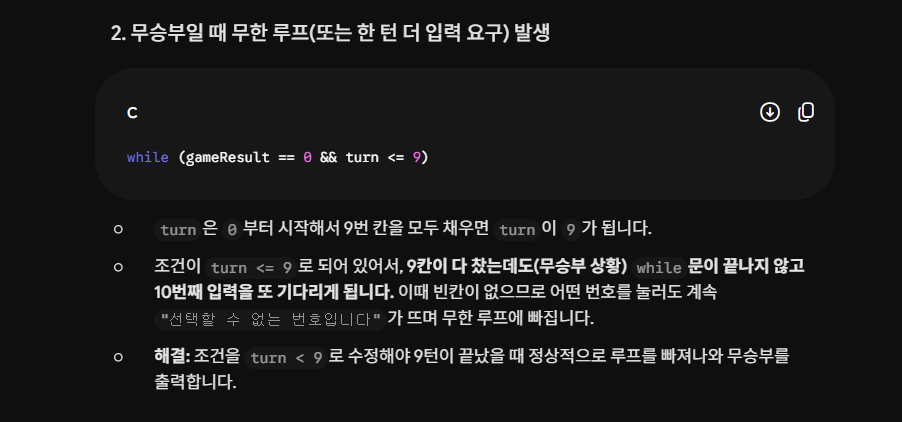 2. 무승부일 때 무한 루프(또는 한 턴 더 입력 요구) 발생
C
while (gameResult == 0 && turn <= 9)
turn 은 0 부터 시작해서 9번 칸을 모두 채우면 turn 이 9 가 됩니다.
조건이 turn <= 9 로 되어 있어서, 9칸이 다 찼는데도(무승부 상황) while 문이 끝나지 않고
10번째 입력을 또 기다리게 됩니다. 이때 빈칸이 없으므로 어떤 번호를 눌러도 계속
"선택할 수 없는 번호입니다" 가 뜨며 무한 루프에 빠집니다.
해결: 조건을 turn < 9 로 수정해야 9턴이 끝났을 때 정상적으로 루프를 빠져나와 무승부를
출력합니다.